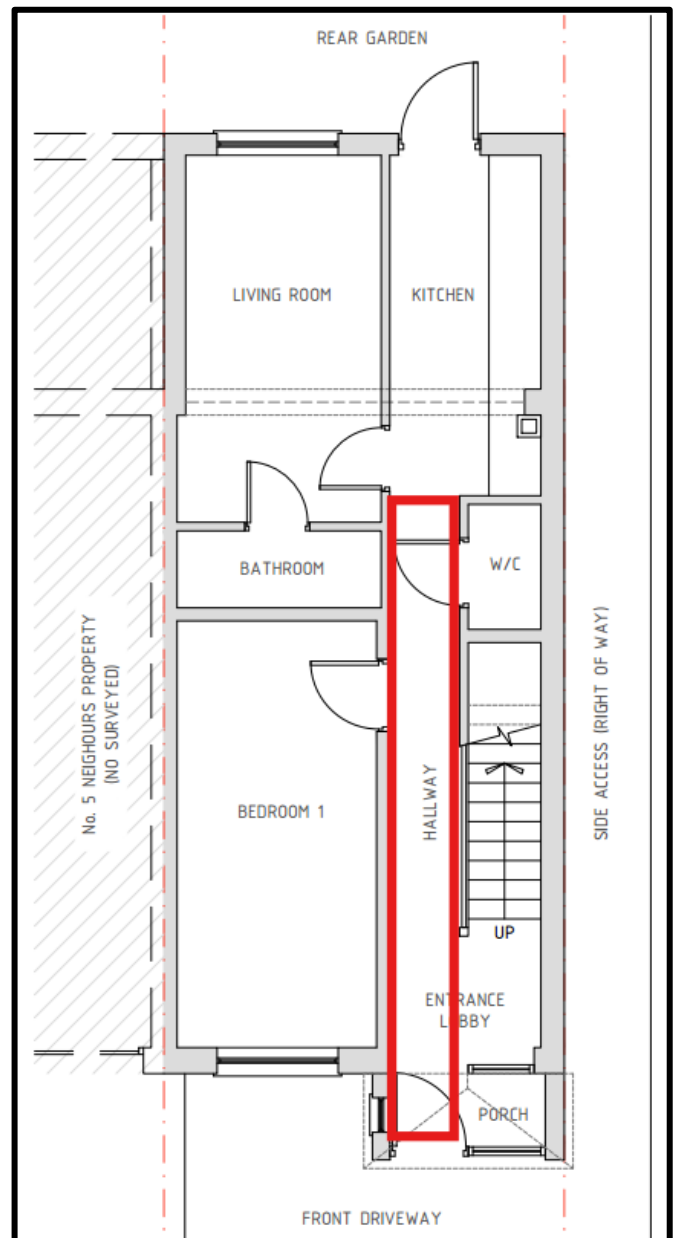 REAR GARDEN
LIVING ROOM
KITCHEN
BATHROOM
W/C
No. 5 NEIGHOURS PROPERTY
(NO SURVEYED)
SIDE ACCESS (RIGHT OF WAY)
BEDROOM 1
HALLWAY
UP
ENTRANCE
LOBBY
PORCH
FRONT DRIVEWAY